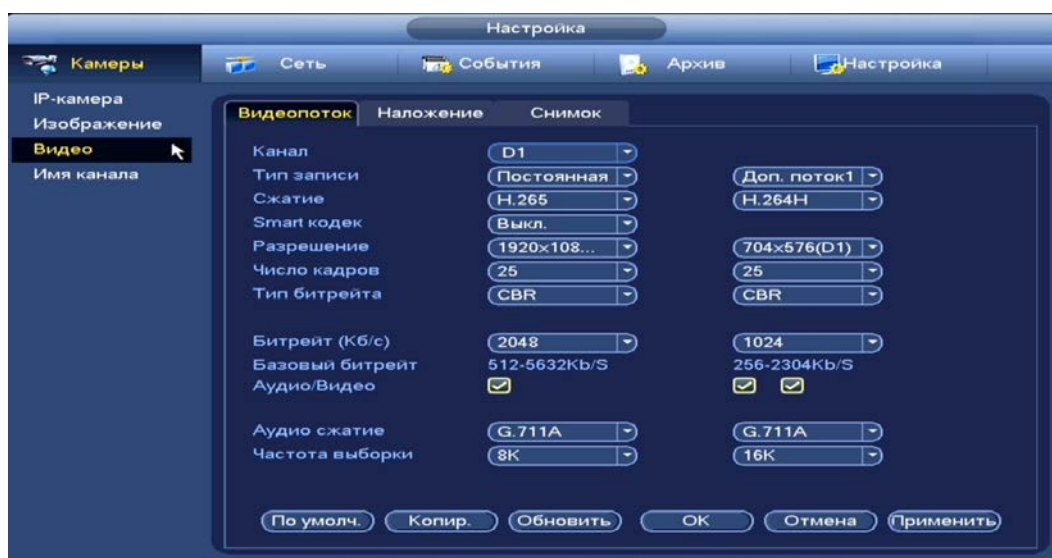 Настройка
Камеры Сеть События Архив Настройка
IP-камера
Изображение
Видео
Имя канала
Видеопоток Наложение Снимок
Канал D1
Тип записи Постоянная Доп. поток1
Сжатие H.265 H.264H
Smart кодек Выкл.
Разрешение 1920x108... 704x576(D1)
Число кадров 25 25
Тип битрейта CBR CBR
Битрейт (Кб/с) 2048 1024
Базовый битрейт 512-5632Kb/S 256-2304Kb/S
Аудио/Видео
Аудио сжатие G.711A G.711A
Частота выборки 8K 16K
По умолч. Копир. Обновить OK Отмена Применить